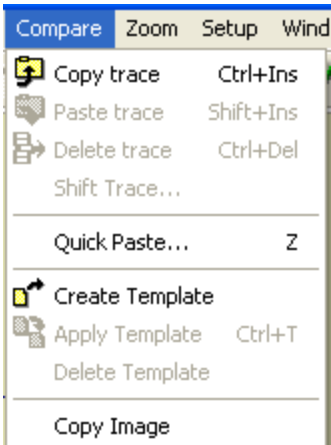 Compare Zoom Setup Wind
Copy trace Ctrl+Ins
Paste trace Shift+Ins
Delete trace Ctrl+Del
Shift Trace...
Quick Paste... Z
Create Template
Apply Template Ctrl+T
Delete Template
Copy Image